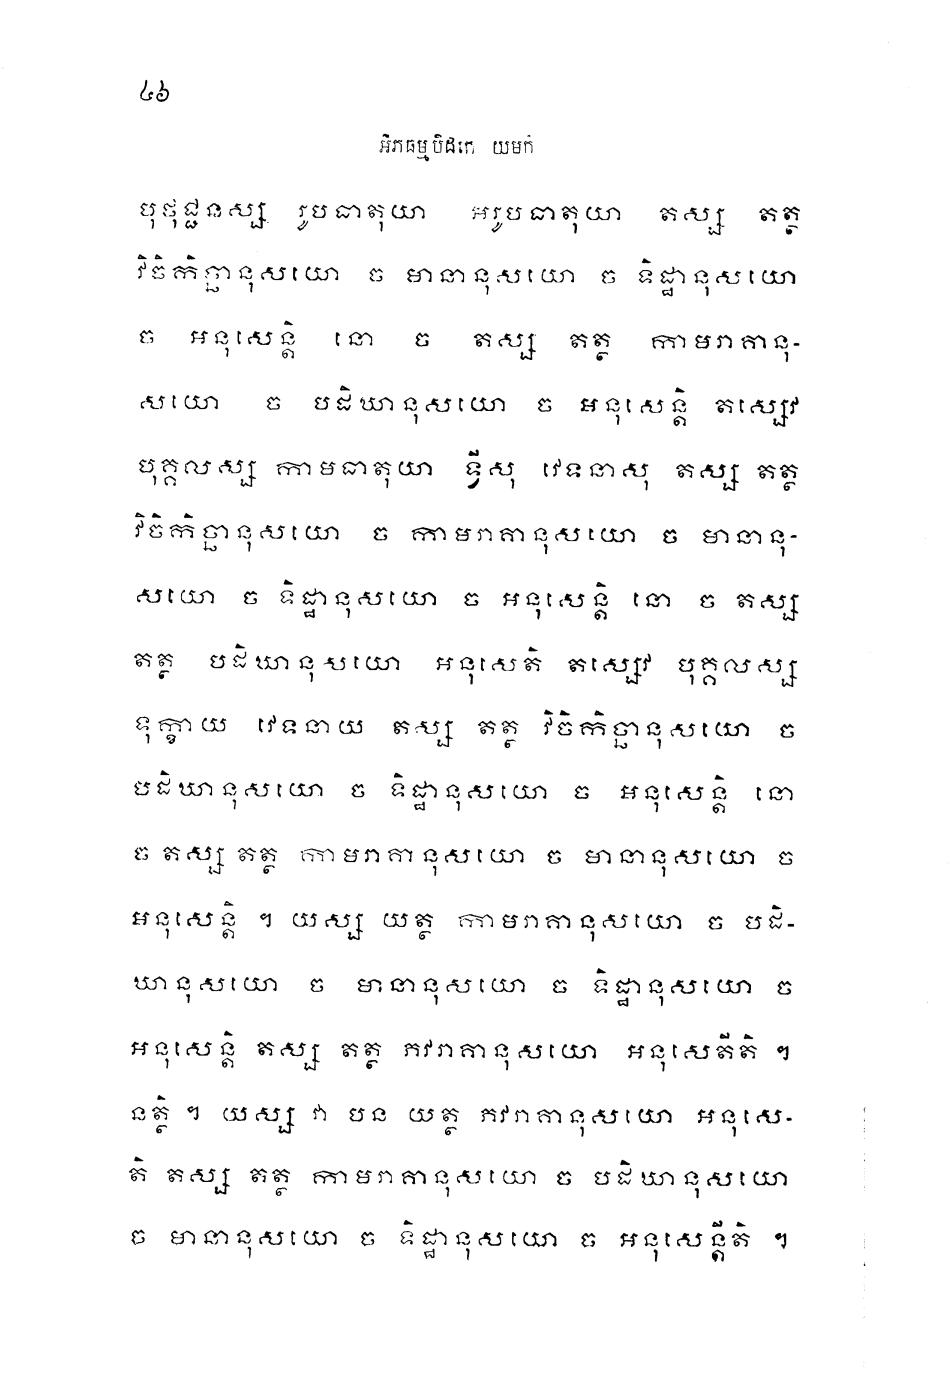 ៤៦
អភិធម្មបិដកេ យមកំ
បុថុជ្ជនស្ស រូបធាតុយា អរូបធាតុយា តស្ស តត្ថ
វិចិកិច្ឆានុសយោ ច មានានុសយោ ច ទិដ្ឋានុសយោ
ច អនុសេន្តិ នោ ច តស្ស តត្ថ កាមរាគានុ-
សយោ ច បដិឃានុសយោ ច អនុសេន្តិ តស្សេវ
បុគ្គលស្ស កាមធាតុយា ទ្វីសុ វេទនាសុ តស្ស តត្ថ
វិចិកិច្ឆានុសយោ ច កាមរាគានុសយោ ច មានានុ-
សយោ ច ទិដ្ឋានុសយោ ច អនុសេន្តិ នោ ច តស្ស
តត្ថ បដិឃានុសយោ អនុសេតិ តស្សេវ បុគ្គលស្ស
ទុក្ខាយ វេទនាយ តស្ស តត្ថ វិចិកិច្ឆានុសយោ ច
បដិឃានុសយោ ច ទិដ្ឋានុសយោ ច អនុសេន្តិ នោ
ច តស្ស តត្ថ កាមរាគានុសយោ ច មានានុសយោ ច
អនុសេន្តិ ។ យស្ស យត្ថ កាមរាគានុសយោ ច បដិ-
ឃានុសយោ ច មានានុសយោ ច ទិដ្ឋានុសយោ ច
អនុសេន្តិ តស្ស តត្ថ ភវរាគានុសយោ អនុសេតីតិ ។
នត្ថិ ។ យស្ស វា បន យត្ថ ភវរាគានុសយោ អនុសេ-
តិ តស្ស តត្ថ កាមរាគានុសយោ ច បដិឃានុសយោ
ច មានានុសយោ ច ទិដ្ឋានុសយោ ច អនុសេន្តីតិ ។